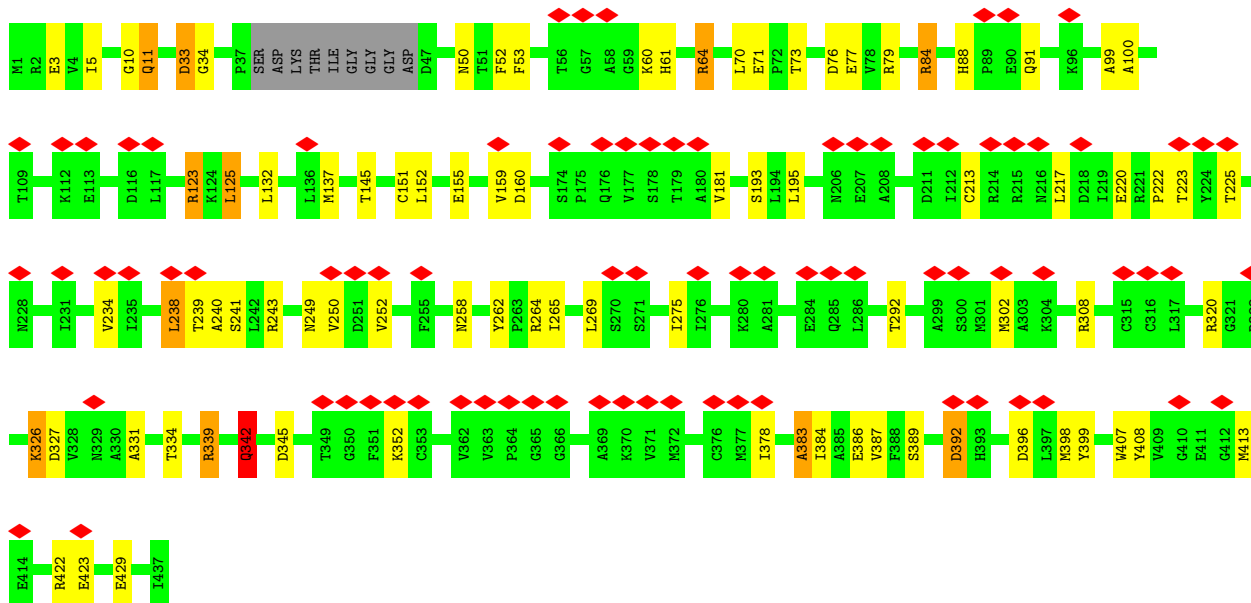 M1 R2 E3 V4 I5 G10 Q11 D33 G34 P37 SER ASP LYS THR ILE GLY GLY GLY ASP D47 N50 T51 F52 F53 T56 G57 A58 G59 K60 H61 R64 L70 E71 P72 T73 D76 E77 V78 R79 R84 H88 P89 E90 Q91 K96 A99 A100
T109 K112 E113 D116 L117 R123 K124 L125 L132 L136 M137 T145 C151 L152 E155 V159 D160 S174 P175 Q176 V177 S178 T179 A180 V181 S193 L194 L195 N206 E207 A208 D211 I212 C213 R214 R215 N216 L217 D218 I219 E220 R221 P222 T223 Y224 T225
N228 I231 V234 I235 L238 T239 A240 S241 L242 R243 N249 V250 D251 V252 F255 N258 Y262 P263 R264 I265 L269 S270 S271 I275 I276 K280 A281 E284 Q285 L286 T292 A299 S300 M301 M302 A303 K304 R308 C315 C316 L317 R320 G321
K326 D327 V328 N329 A330 A331 T334 R339 Q342 D345 T349 G350 F351 K352 C353 V362 V363 P364 G365 G366 A369 K370 V371 M372 C376 M377 I378 A383 I384 A385 E386 V387 F388 S389 D392 H393 D396 L397 M398 Y399 W407 Y408 V409 G410 E411 G412 M413
E414 R422 E423 E429 I437